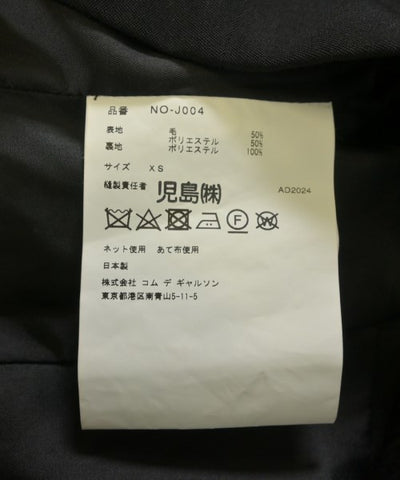 品番 NO-J004
表地 毛 50%
ポリエステル 50%
裏地 ポリエステル 100%
サイズ XS
縫製責任者 児島㈱ AD2024
F W
ネット使用 あて布使用
日本製
株式会社 コム デ ギャルソン
東京都港区南青山5-11-5